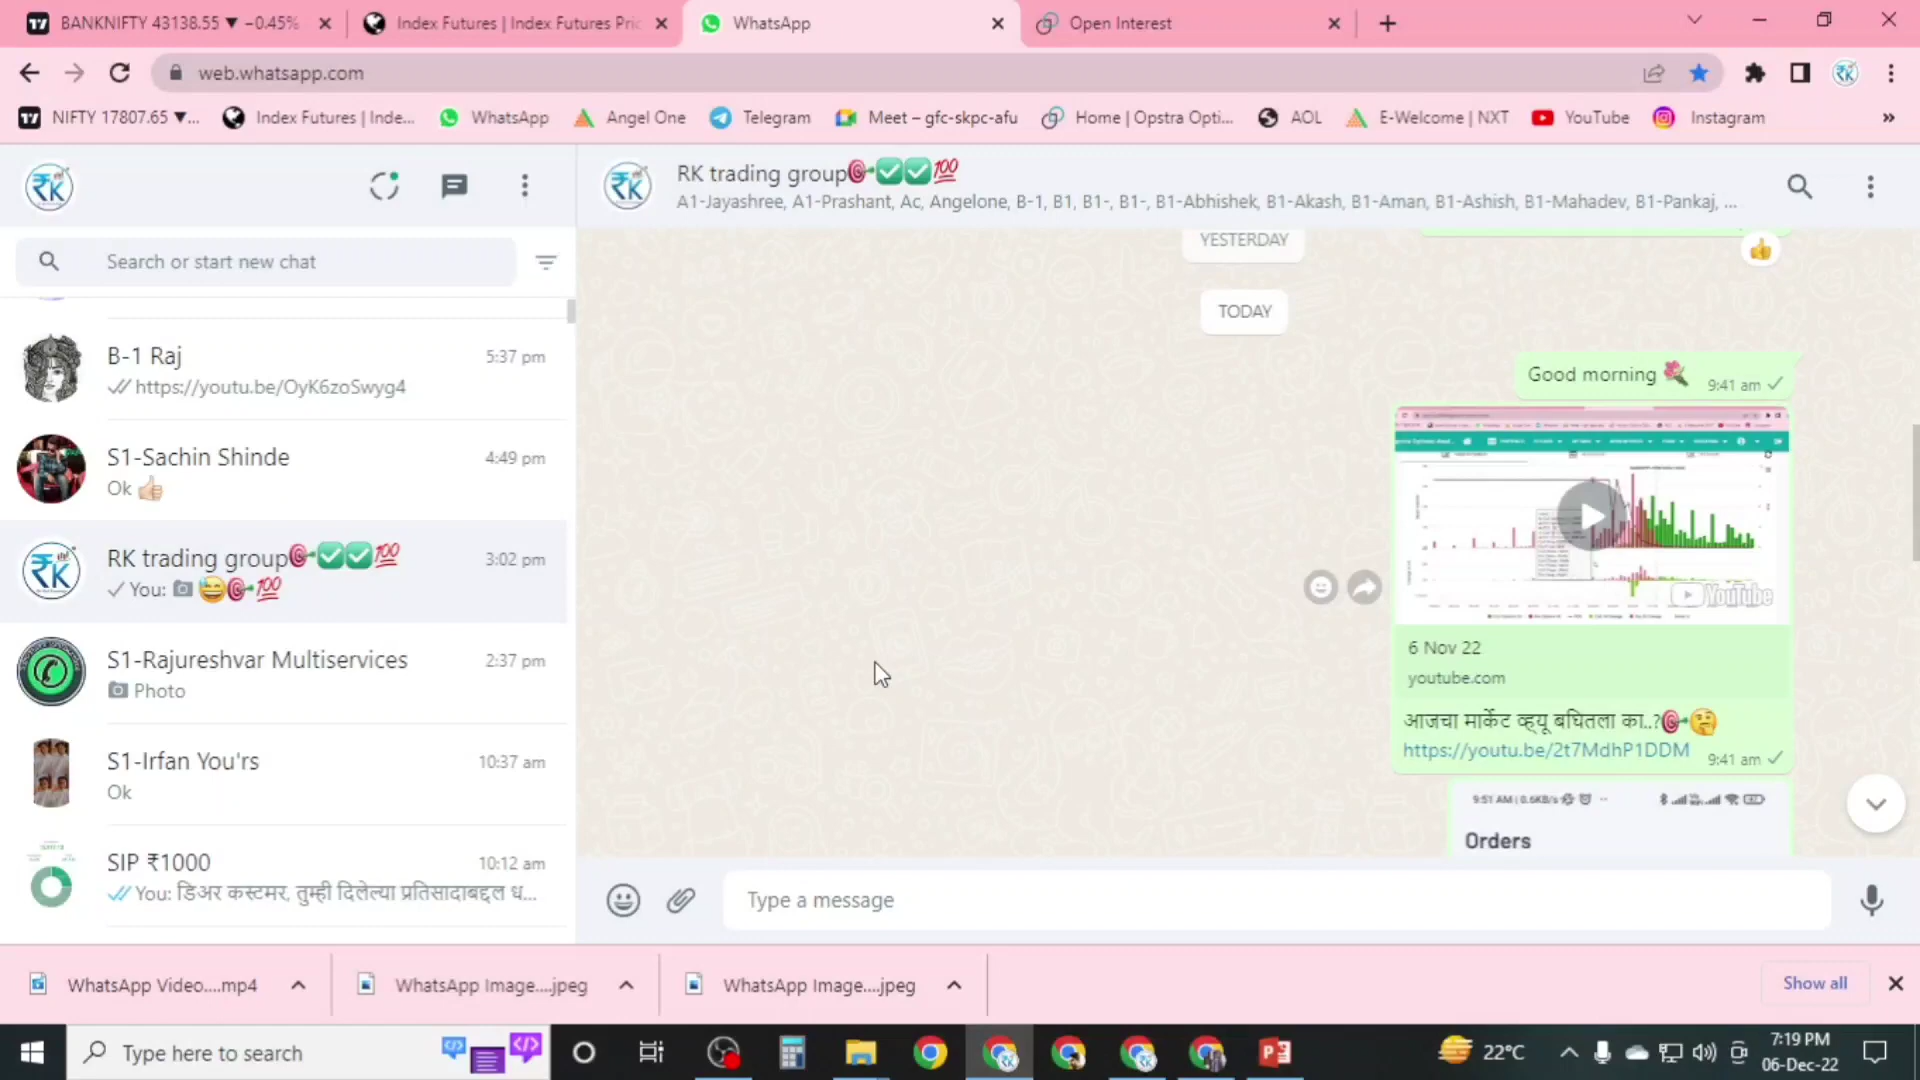 BANKNIFTY 43138.55 ▼ −0.45%
Index Futures | Index Futures Pric
WhatsApp
Open Interest
web.whatsapp.com
NIFTY 17807.65 ▼...
Index Futures | Inde...
WhatsApp
Angel One
Telegram
Meet – gfc-skpc-afu
Home | Opstra Opti...
AOL
E-Welcome | NXT
YouTube
Instagram
»
RK trading group🎯✅✅💯
A1-Jayashree, A1-Prashant, Ac, Angelone, B-1, B1, B1-, B1-, B1-Abhishek, B1-Akash, B1-Aman, B1-Ashish, B1-Mahadev, B1-Pankaj, ...
Search or start new chat
B-1 Raj
5:37 pm
https://youtu.be/OyK6zoSwyg4
S1-Sachin Shinde
4:49 pm
Ok 👍🏻
RK trading group🎯✅✅💯
3:02 pm
You: 📷 😅🎯💯
S1-Rajureshvar Multiservices
2:37 pm
Photo
S1-Irfan You'rs
10:37 am
Ok
SIP ₹1000
10:12 am
You: डिअर कस्टमर, तुम्ही दिलेल्या प्रतिसादाबद्दल ध...
YESTERDAY
TODAY
Good morning 🌷
9:41 am
YouTube
6 Nov 22
youtube.com
आजचा मार्केट व्ह्यू बघितला का..?🎯🤔
https://youtu.be/2t7MdhP1DDM
9:41 am
9:51 AM | 0.6KB/s
Orders
Type a message
WhatsApp Video....mp4
WhatsApp Image....jpeg
WhatsApp Image....jpeg
Show all
Type here to search
22°C
7:19 PM
06-Dec-22